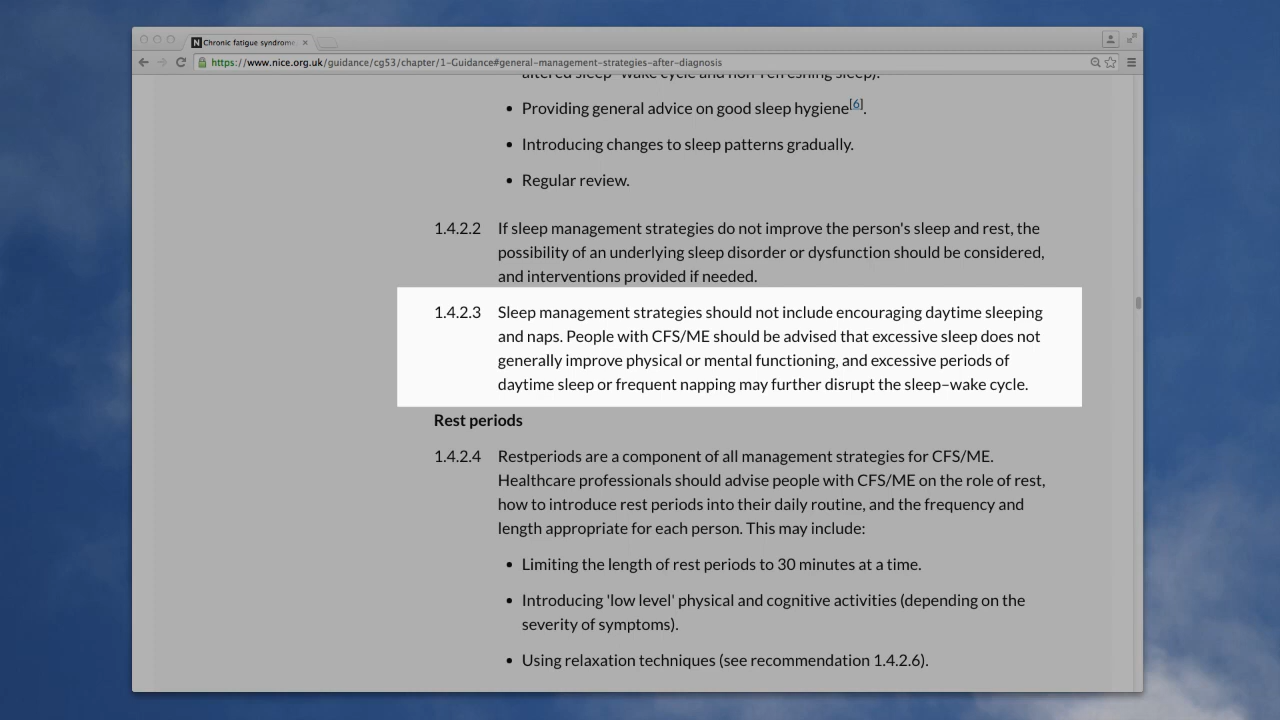 Chronic fatigue syndrome
https://www.nice.org.uk/guidance/cg53/chapter/1-Guidance#general-management-strategies-after-diagnosis
altered sleep–wake cycle and non-refreshing sleep).
• Providing general advice on good sleep hygiene[6].
• Introducing changes to sleep patterns gradually.
• Regular review.
1.4.2.2 If sleep management strategies do not improve the person's sleep and rest, the
possibility of an underlying sleep disorder or dysfunction should be considered,
and interventions provided if needed.
1.4.2.3 Sleep management strategies should not include encouraging daytime sleeping
and naps. People with CFS/ME should be advised that excessive sleep does not
generally improve physical or mental functioning, and excessive periods of
daytime sleep or frequent napping may further disrupt the sleep–wake cycle.
Rest periods
1.4.2.4 Restperiods are a component of all management strategies for CFS/ME.
Healthcare professionals should advise people with CFS/ME on the role of rest,
how to introduce rest periods into their daily routine, and the frequency and
length appropriate for each person. This may include:
• Limiting the length of rest periods to 30 minutes at a time.
• Introducing 'low level' physical and cognitive activities (depending on the
severity of symptoms).
• Using relaxation techniques (see recommendation 1.4.2.6).